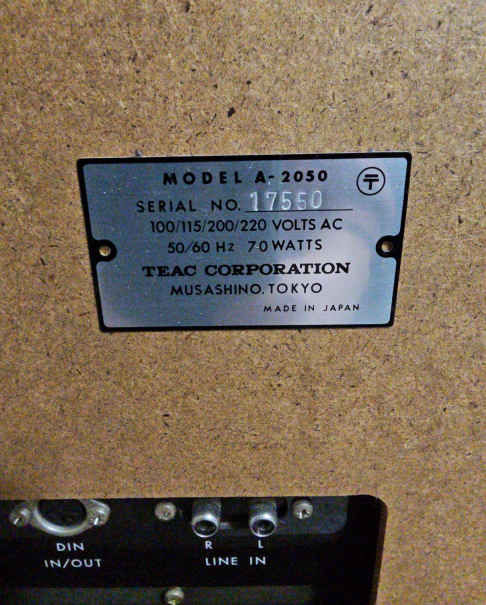 MODEL A-2050
〒
SERIAL NO. 17550
100/115/200/220 VOLTS AC
50/60 Hz 70 WATTS
TEAC CORPORATION
MUSASHINO, TOKYO
MADE IN JAPAN
DIN
IN/OUT
R L
LINE IN